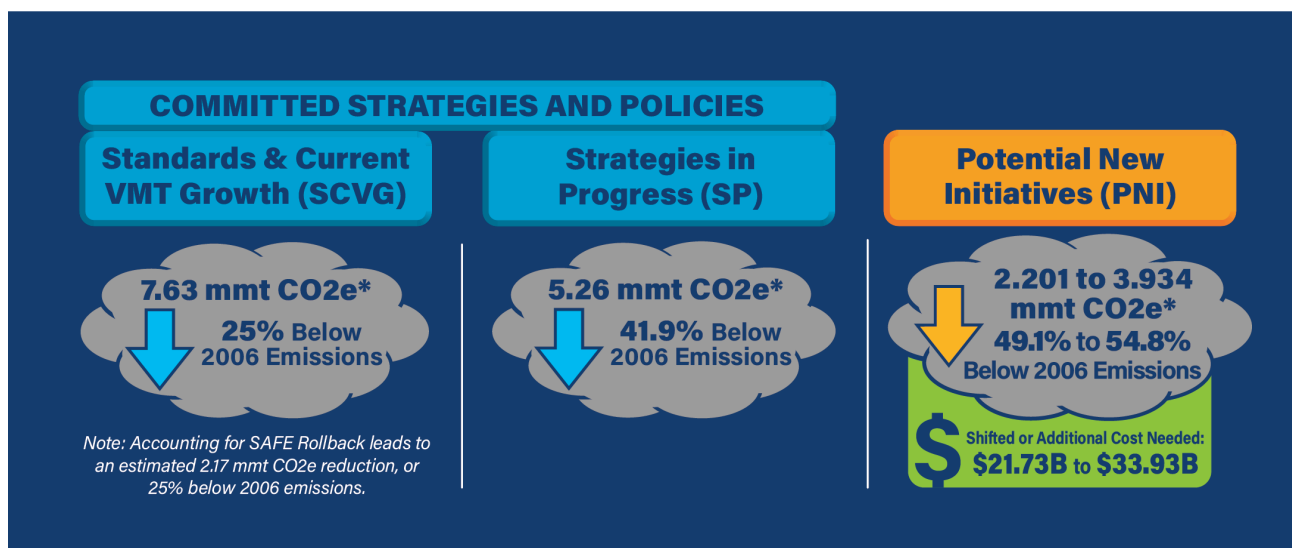 COMMITTED STRATEGIES AND POLICIES
Standards & Current
VMT Growth (SCVG)
7.63 mmt CO2e*
25% Below
2006 Emissions
Note: Accounting for SAFE Rollback leads to
an estimated 2.17 mmt CO2e reduction, or
25% below 2006 emissions.
Strategies in
Progress (SP)
5.26 mmt CO2e*
41.9% Below
2006 Emissions
Potential New
Initiatives (PNI)
2.201 to 3.934
mmt CO2e*
49.1% to 54.8%
Below 2006 Emissions
$
Shifted or Additional Cost Needed:
$21.73B to $33.93B